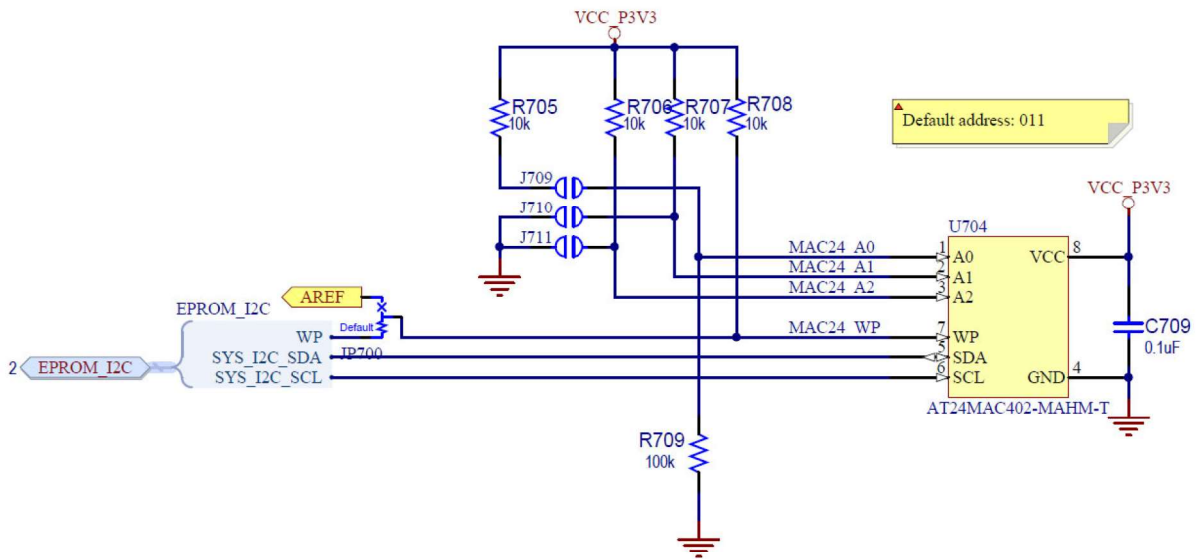 VCC_P3V3
R705
10k
R706
10k
R707
10k
R708
10k
Default address: 011
J709
J710
J711
VCC_P3V3
U704
MAC24_A0
MAC24_A1
MAC24_A2
MAC24_WP
1
2
3
7
5
6
A0
A1
A2
WP
SDA
SCL
VCC
GND
8
4
C709
0.1uF
AT24MAC402-MAHM-T
AREF
EPROM_I2C
Default
WP
SYS_I2C_SDA
JP700
SYS_I2C_SCL
2
EPROM_I2C
R709
100k